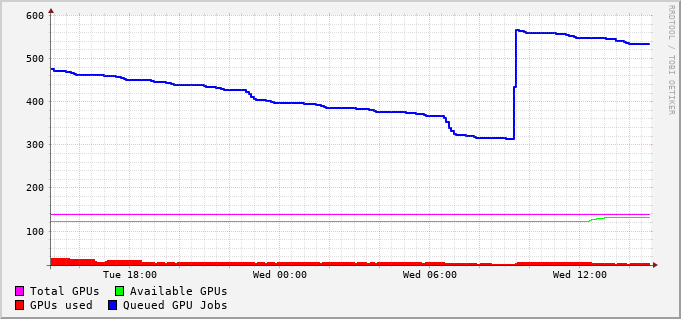 600
500
400
300
200
100
Tue 18:00 Wed 00:00 Wed 06:00 Wed 12:00
Total GPUs Available GPUs
GPUs used Queued GPU Jobs
RRDTOOL / TOBI OETIKER